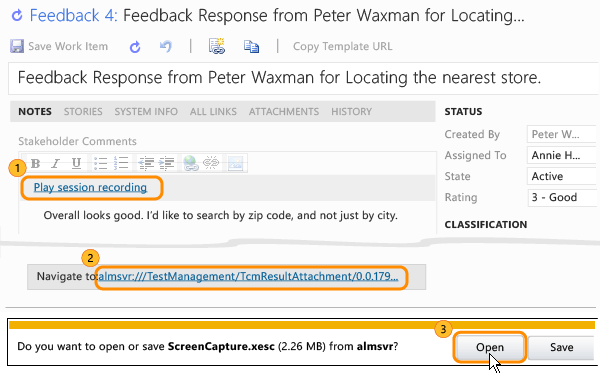 Feedback 4: Feedback Response from Peter Waxman for Locating...
Save Work Item Copy Template URL
Feedback Response from Peter Waxman for Locating the nearest store.
NOTES STORIES SYSTEM INFO ALL LINKS ATTACHMENTS HISTORY
STATUS
Stakeholder Comments
Created By Peter W...
B I U
Assigned To Annie H...
1
Play session recording
State Active
Rating 3 - Good
Overall looks good. I'd like to search by zip code, and not just by city.
CLASSIFICATION
2
Navigate to:almsvr:///TestManagement/TcmResultAttachment/0.0.179...
3
Do you want to open or save ScreenCapture.xesc (2.26 MB) from almsvr? Open Save